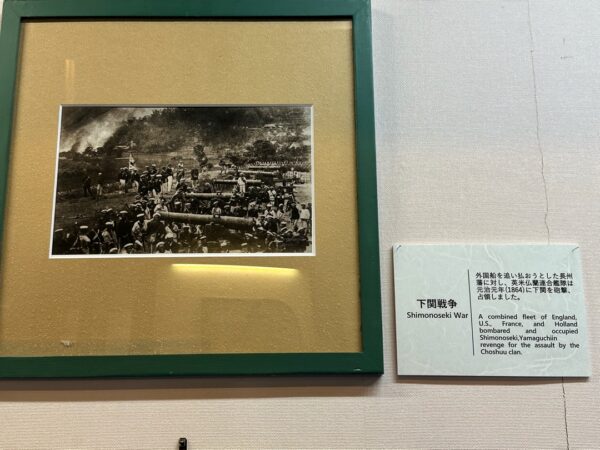 下関戦争
Shimonoseki War
外国船を追い払おうとした長州
藩に対し、英米仏蘭連合艦隊は
元治元年(1864)に下関を砲撃、
占領しました。
A combined fleet of England,
U.S., France, and Holland
bombared and occupied
Shimonoseki,Yamaguchiin
revenge for the assault by the
Choshuu clan.